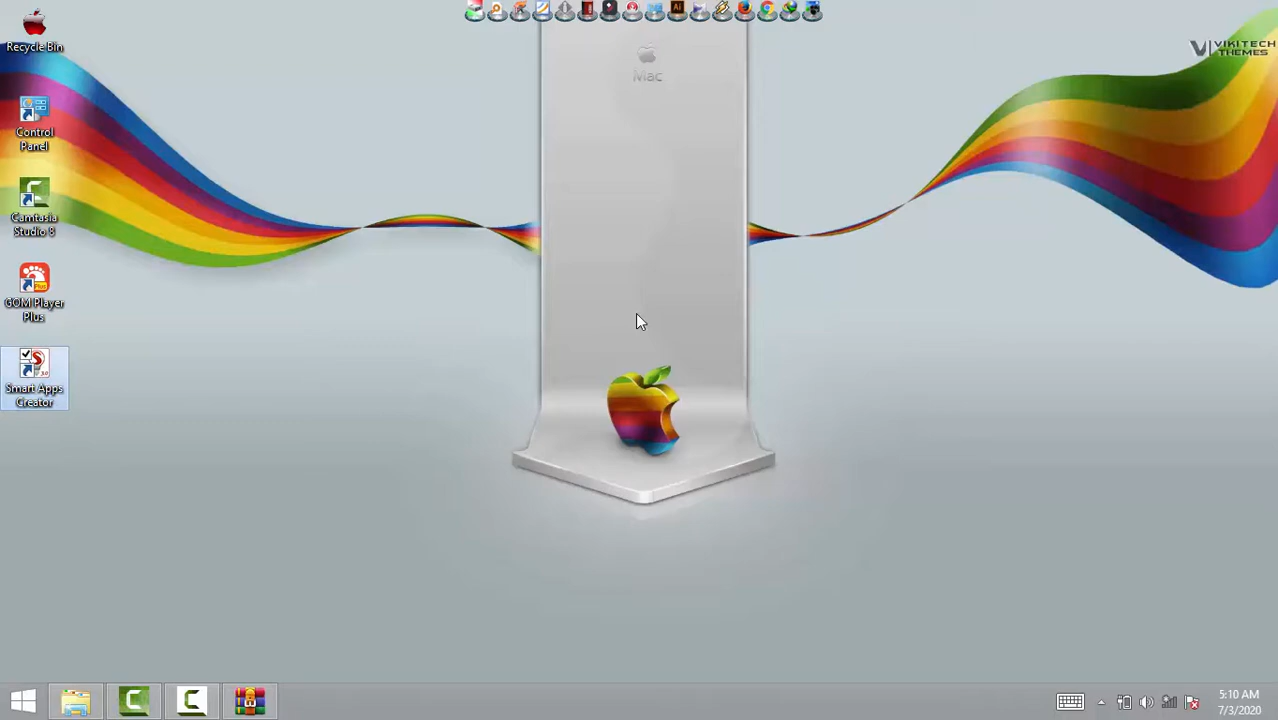 Recycle Bin
Control
Panel
Camtasia
Studio 8
GOM Player
Plus
Smart Apps
Creator
Mac
VIKITECH
THEMES
5:10 AM
7/3/2020